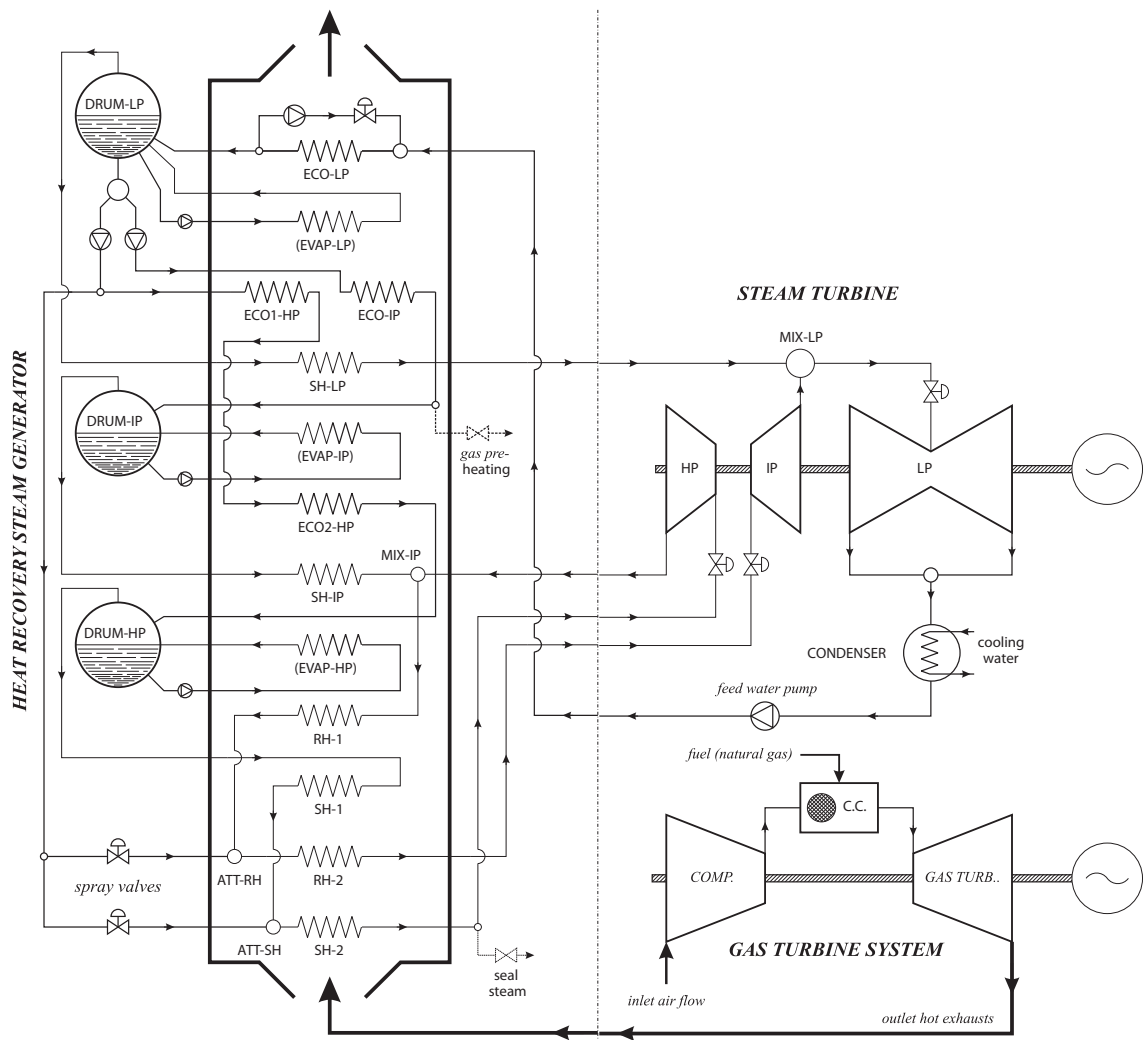 DRUM-LP
ECO-LP
(EVAP-LP)
ECO1-HP
ECO-IP
SH-LP
DRUM-IP
(EVAP-IP)
gas pre-
heating
ECO2-HP
MIX-IP
SH-IP
DRUM-HP
(EVAP-HP)
RH-1
SH-1
ATT-RH
RH-2
spray valves
ATT-SH
SH-2
seal
steam
HEAT RECOVERY STEAM GENERATOR
STEAM TURBINE
MIX-LP
HP
IP
LP
CONDENSER
cooling
water
feed water pump
fuel (natural gas)
C.C.
COMP.
GAS TURB..
GAS TURBINE SYSTEM
inlet air flow
outlet hot exhausts